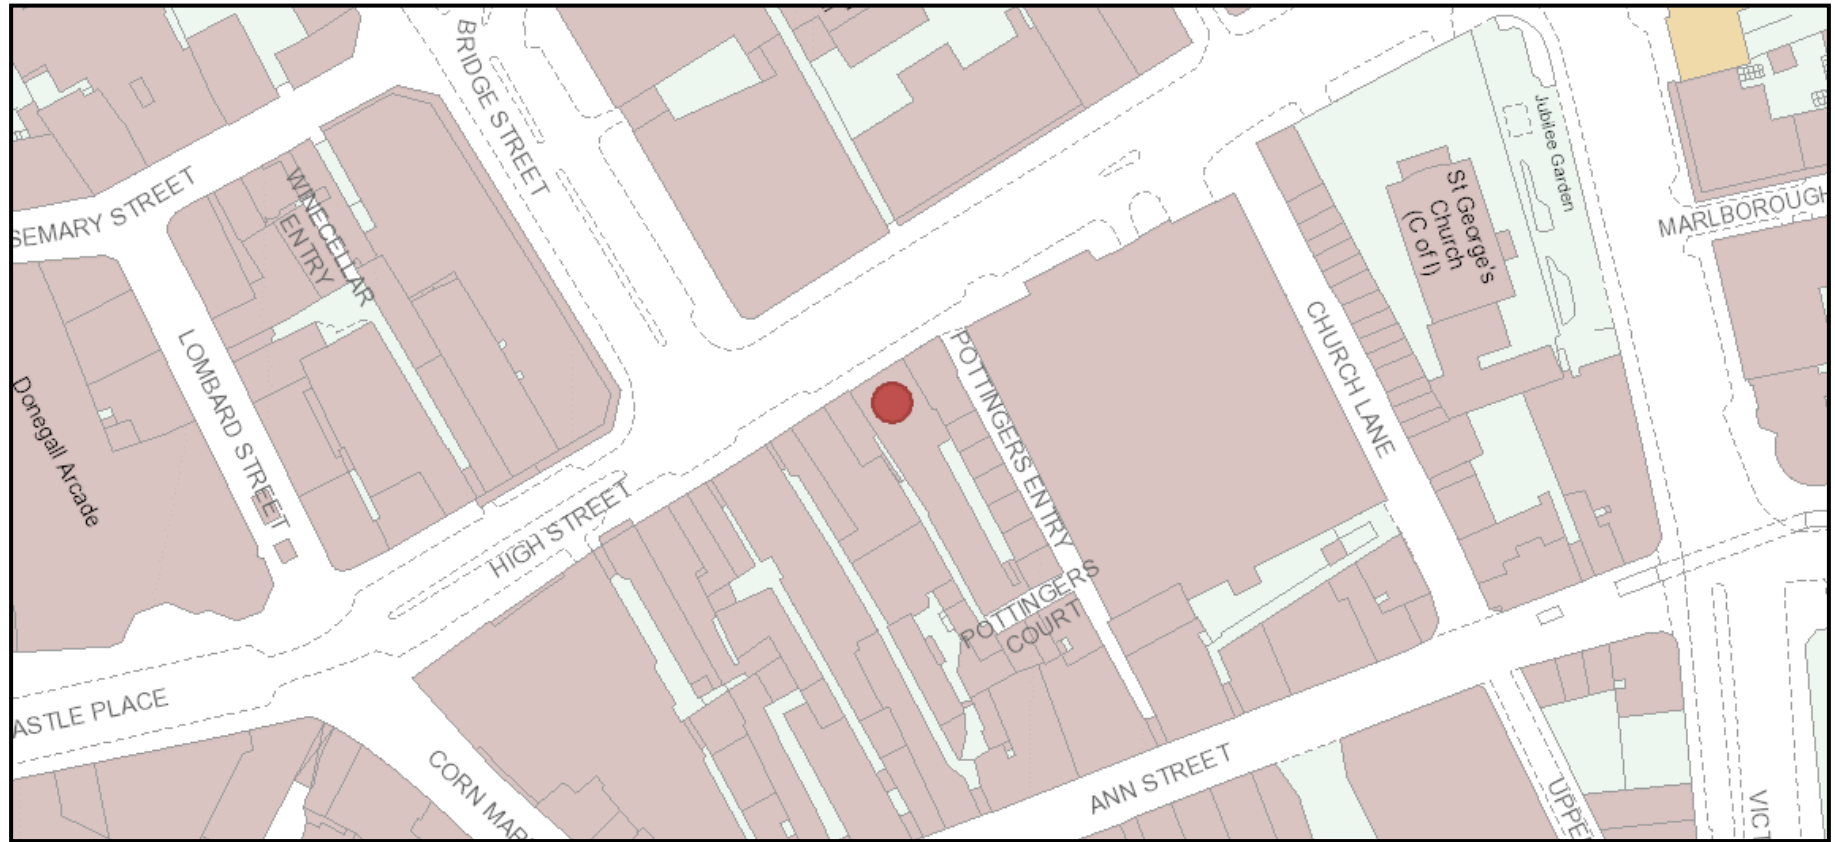 BRIDGE STREET
SEMARY STREET
WINECELLAR
ENTRY
LOMBARD STREET
Donegall Arcade
HIGH STREET
ASTLE PLACE
CORN MAR
POTTINGERS ENTRY
POTTINGERS
COURT
CHURCH LANE
ANN STREET
St George's
Church
(C of I)
Jubilee Garden
MARLBOROUGH
UPPE
VICT